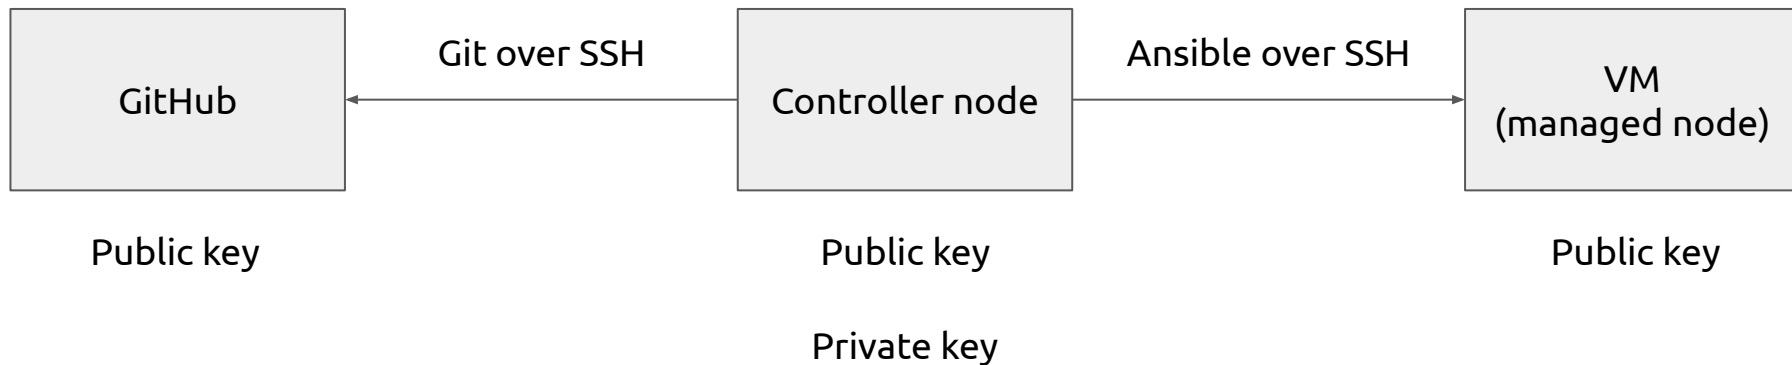 Git over SSH
Ansible over SSH
GitHub
Controller node
VM
(managed node)
Public key
Public key
Public key
Private key